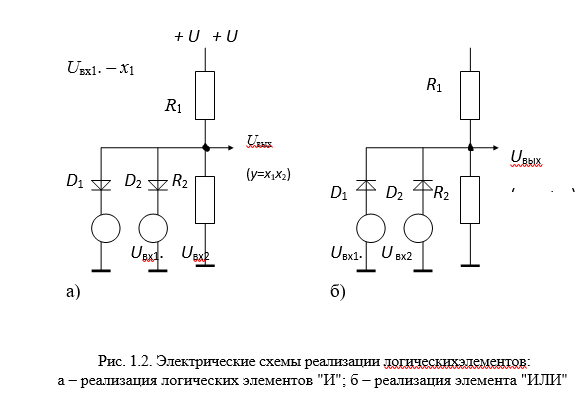 + U + U
Uвх1. – x1
R1
R1
Uвых
(y=x1x2)
Uвых
D1 D2 R2
D1 D2 R2
Uвх1. Uвх2
Uвх1. U вх2
а) б)
Рис. 1.2. Электрические схемы реализации логическихэлементов:
а – реализация логических элементов "И"; б – реализация элемента "ИЛИ"